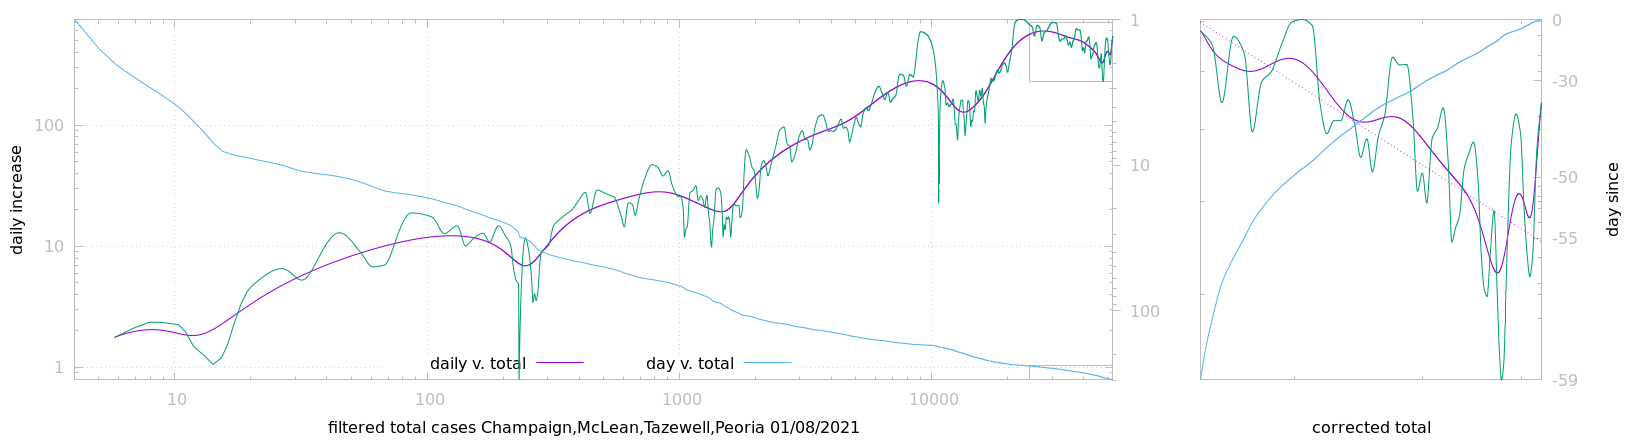 daily increase
100
10
1
daily v. total
day v. total
10
100
1000
10000
filtered total cases Champaign,McLean,Tazewell,Peoria 01/08/2021
1
10
100
0
-30
-50
-55
-59
day since
corrected total